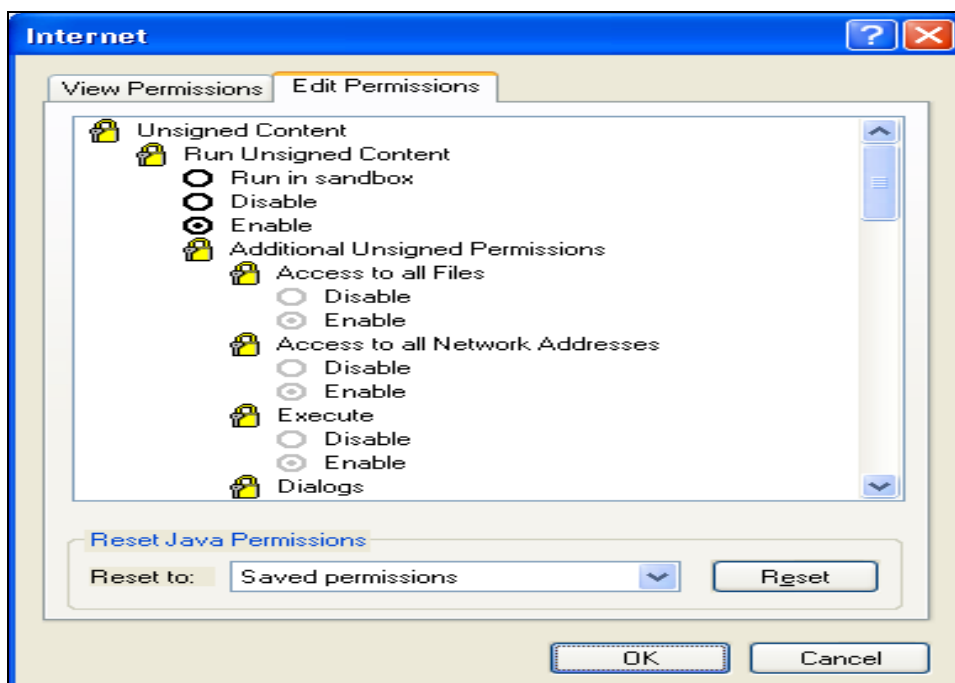 Internet
View Permissions Edit Permissions
Unsigned Content
Run Unsigned Content
Run in sandbox
Disable
Enable
Additional Unsigned Permissions
Access to all Files
Disable
Enable
Access to all Network Addresses
Disable
Enable
Execute
Disable
Enable
Dialogs
Reset Java Permissions
Reset to: Saved permissions Reset
OK Cancel